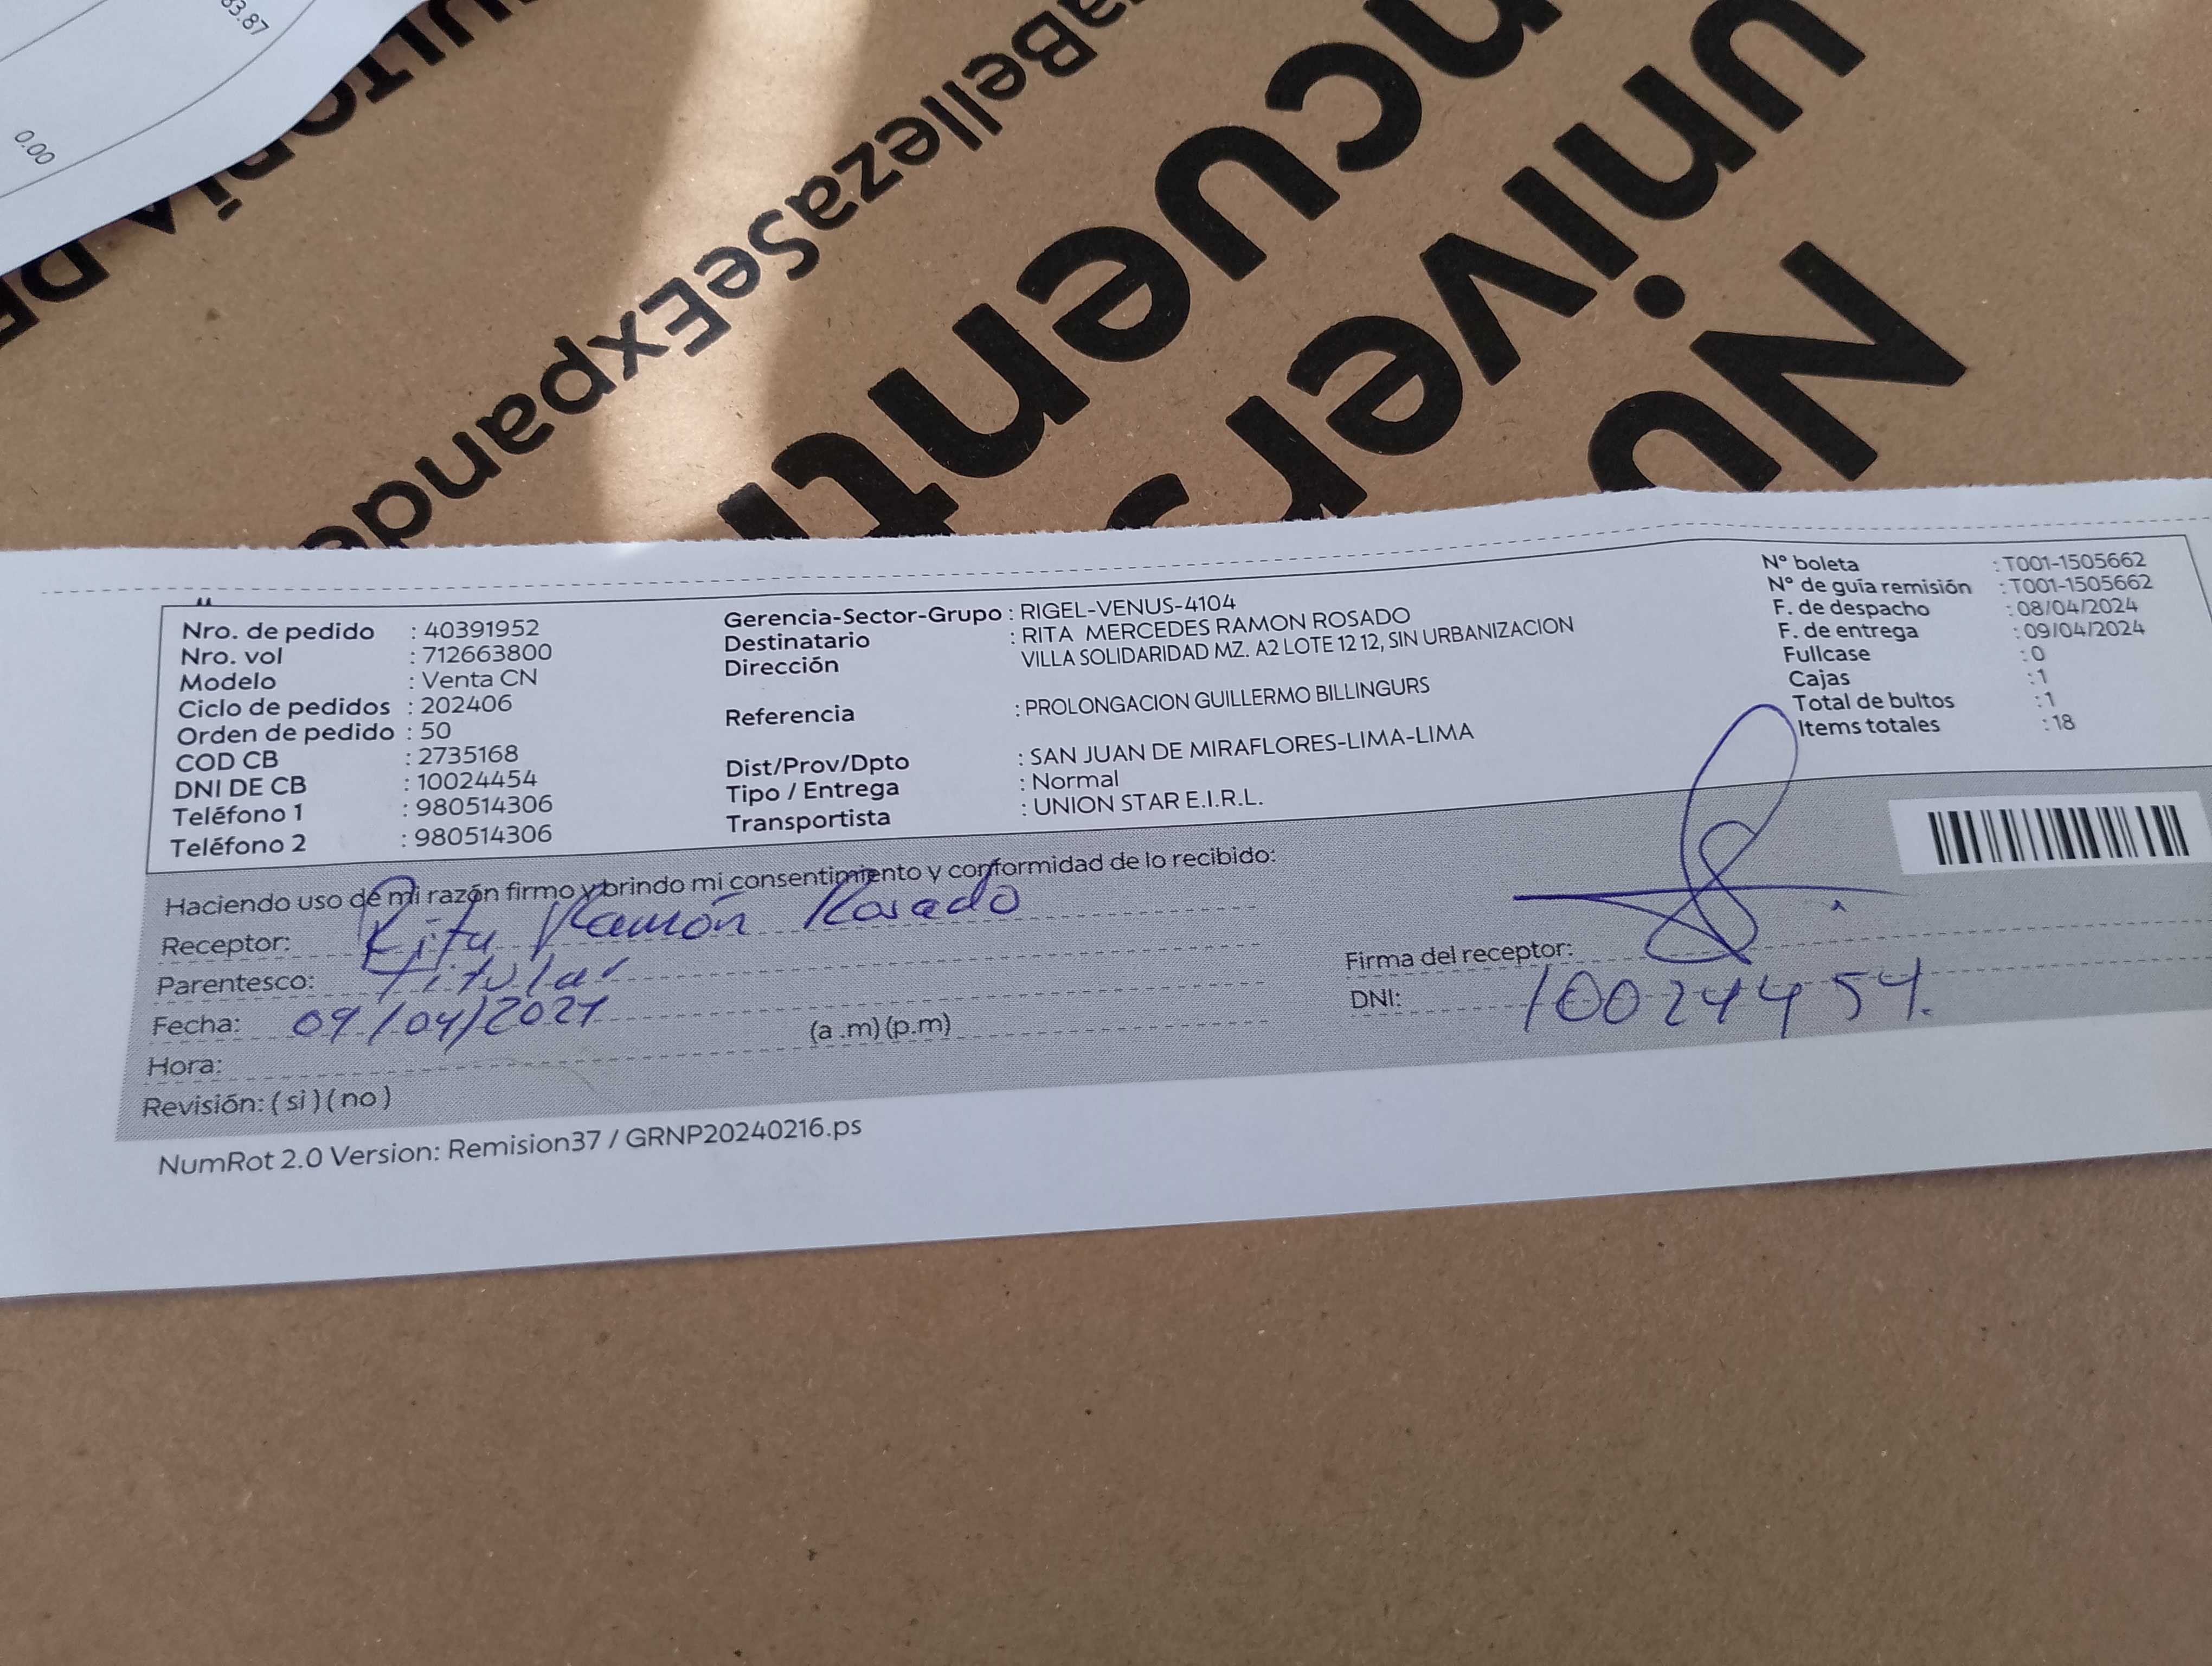 83.87
0.00
ULTORÍA DE
aBellezaSeExpande
ncuentr
univers
Nu
Nro. de pedido : 40391952
Nro. vol : 712663800
Modelo : Venta CN
Ciclo de pedidos : 202406
Orden de pedido : 50
COD CB : 2735168
DNI DE CB : 10024454
Teléfono 1 : 980514306
Teléfono 2 : 980514306
Gerencia-Sector-Grupo : RIGEL-VENUS-4104
Destinatario : RITA MERCEDES RAMON ROSADO
Dirección VILLA SOLIDARIDAD MZ. A2 LOTE 12 12, SIN URBANIZACION
Referencia : PROLONGACION GUILLERMO BILLINGURS
Dist/Prov/Dpto : SAN JUAN DE MIRAFLORES-LIMA-LIMA
Tipo / Entrega : Normal
Transportista : UNION STAR E.I.R.L.
N° boleta : T001-1505662
N° de guía remisión : T001-1505662
F. de despacho : 08/04/2024
F. de entrega : 09/04/2024
Fullcase : 0
Cajas : 1
Total de bultos : 1
Items totales : 18
Haciendo uso de mi razón firmo y brindo mi consentimiento y conformidad de lo recibido:
Receptor: Rita Ramón Rosado
Parentesco: Titular
Fecha: 09/04/2024 (a .m) (p.m)
Hora:
Revisión: ( si ) ( no )
Firma del receptor:
DNI: 10024454.
NumRot 2.0 Version: Remision37 / GRNP20240216.ps